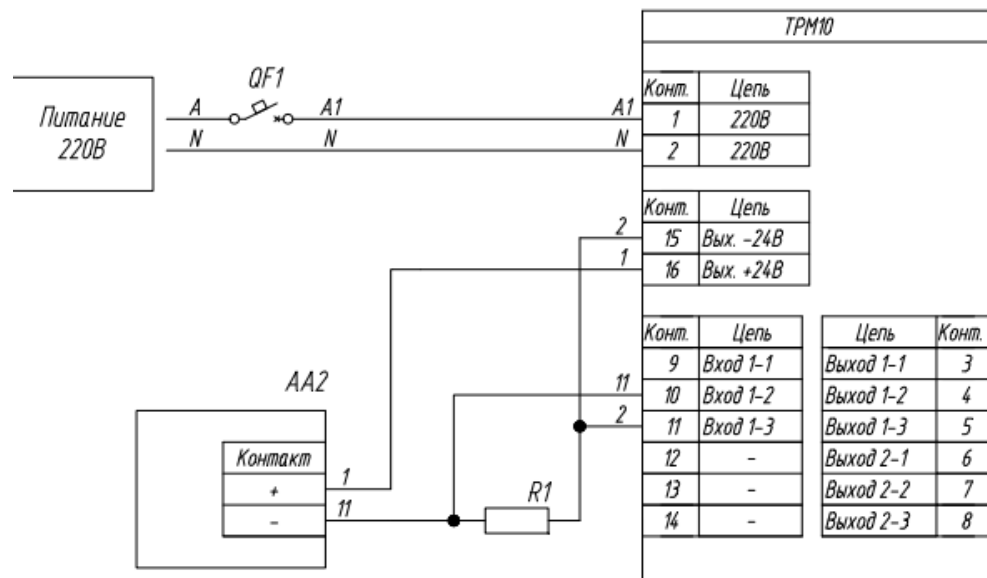 ТРМ10
QF1
Питание
220В
A
A1
A1
N
N
N
Конт. Цепь
1 220В
2 220В
Конт. Цепь
2
15 Вых. -24В
1
16 Вых. +24В
Конт. Цепь Цепь Конт.
9 Вход 1-1 Выход 1-1 3
11
10 Вход 1-2 Выход 1-2 4
2
11 Вход 1-3 Выход 1-3 5
12 - Выход 2-1 6
13 - Выход 2-2 7
14 - Выход 2-3 8
AA2
Контакт
+
1
-
11
R1